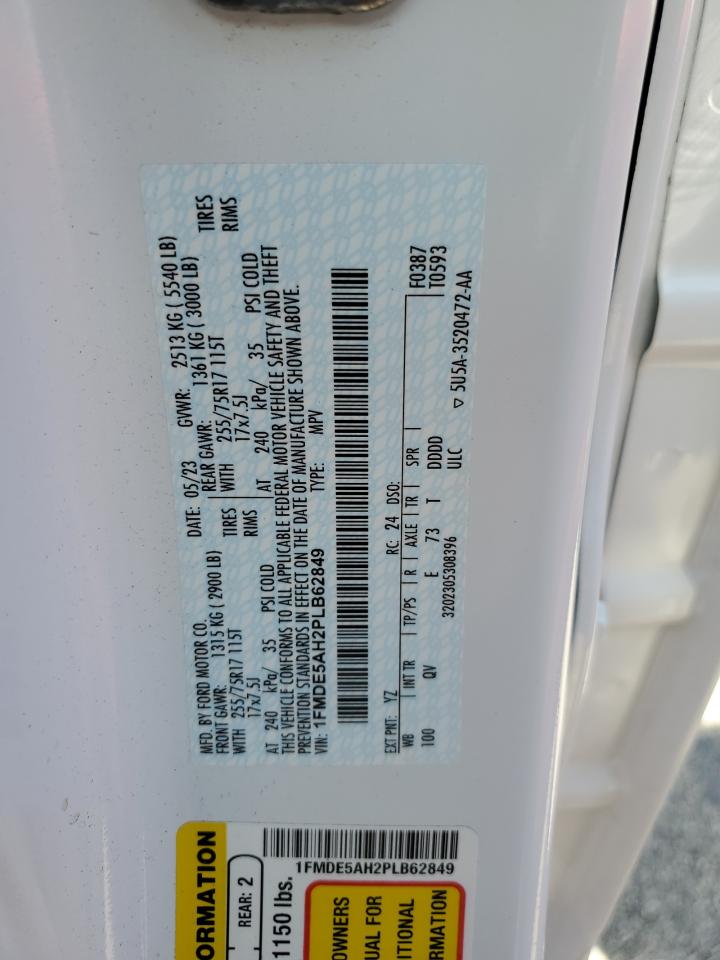 MFD. BY FORD MOTOR CO.
DATE: 05/23 GVWR: 2513 KG ( 5540 LB)
FRONT GAWR: 1315 KG ( 2900 LB)
REAR GAWR: 1361 KG ( 3000 LB)
WITH 255/75R17 115T TIRES
WITH 255/75R17 115T TIRES
17x7.5J RIMS
17x7.5J RIMS
AT 240 kPa/ 35 PSI COLD
AT 240 kPa/ 35 PSI COLD
THIS VEHICLE CONFORMS TO ALL APPLICABLE FEDERAL MOTOR VEHICLE SAFETY AND THEFT
PREVENTION STANDARDS IN EFFECT ON THE DATE OF MANUFACTURE SHOWN ABOVE.
VIN: 1FMDE5AH2PLB62849 TYPE: MPV
F0387
T0593
EXT PNT: YZ RC: 24 DSO:
WB INT TR TP/PS R AXLE TR SPR
100 QV E 73 T DDDD
3202305308396 ULC
▽ 5U5A-3520472-AA
ORMATION
REAR: 2
1150 lbs.
1FMDE5AH2PLB62849
OWNERS
UAL FOR
ITIONAL
RMATION